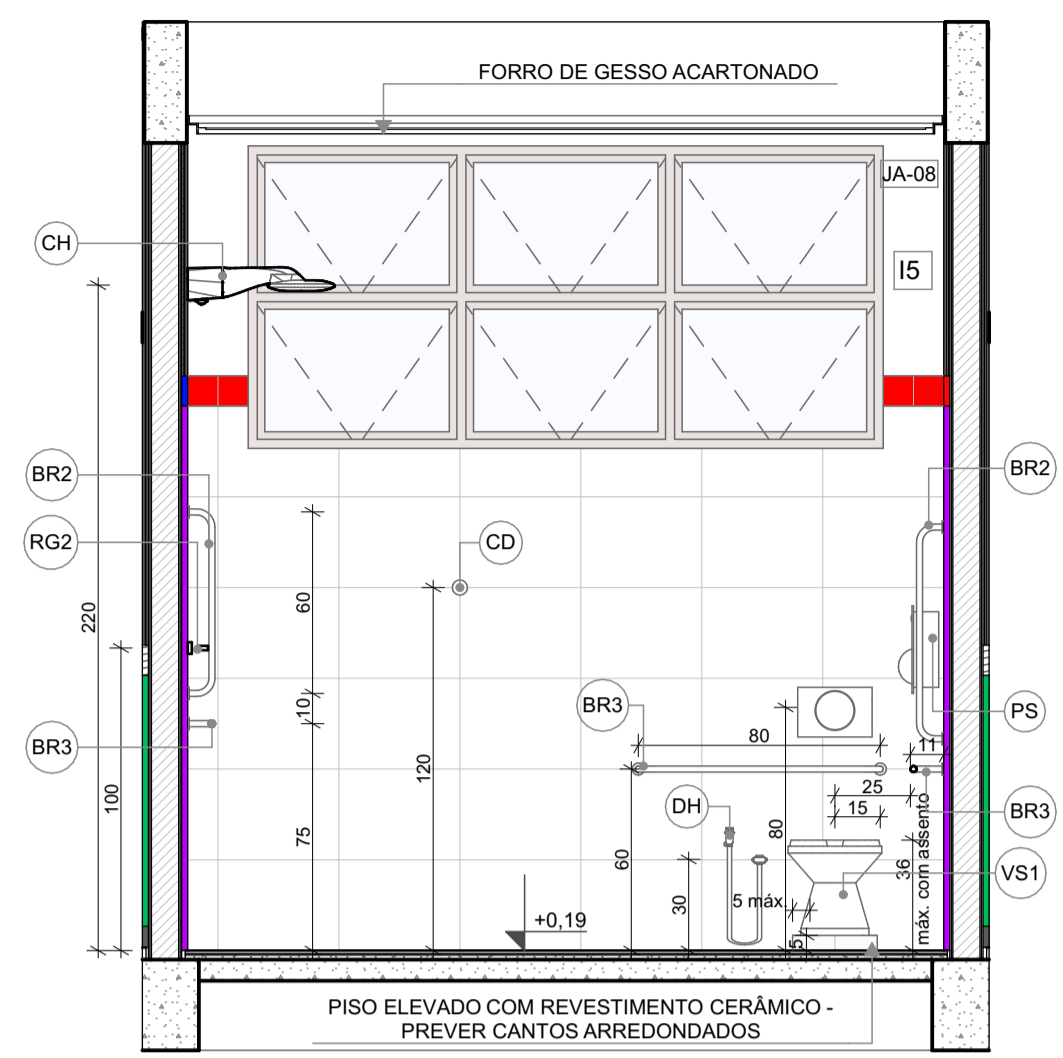 FORRO DE GESSO ACARTONADO
JA-08
CH
I5
BR2
BR2
RG2
CD
60
220
10
BR3
BR3
PS
80
11
120
100
25
DH
15
BR3
75
80
60
30
5 máx.
36
máx. com assento
VS1
+0,19
5
PISO ELEVADO COM REVESTIMENTO CERÂMICO -
PREVER CANTOS ARREDONDADOS